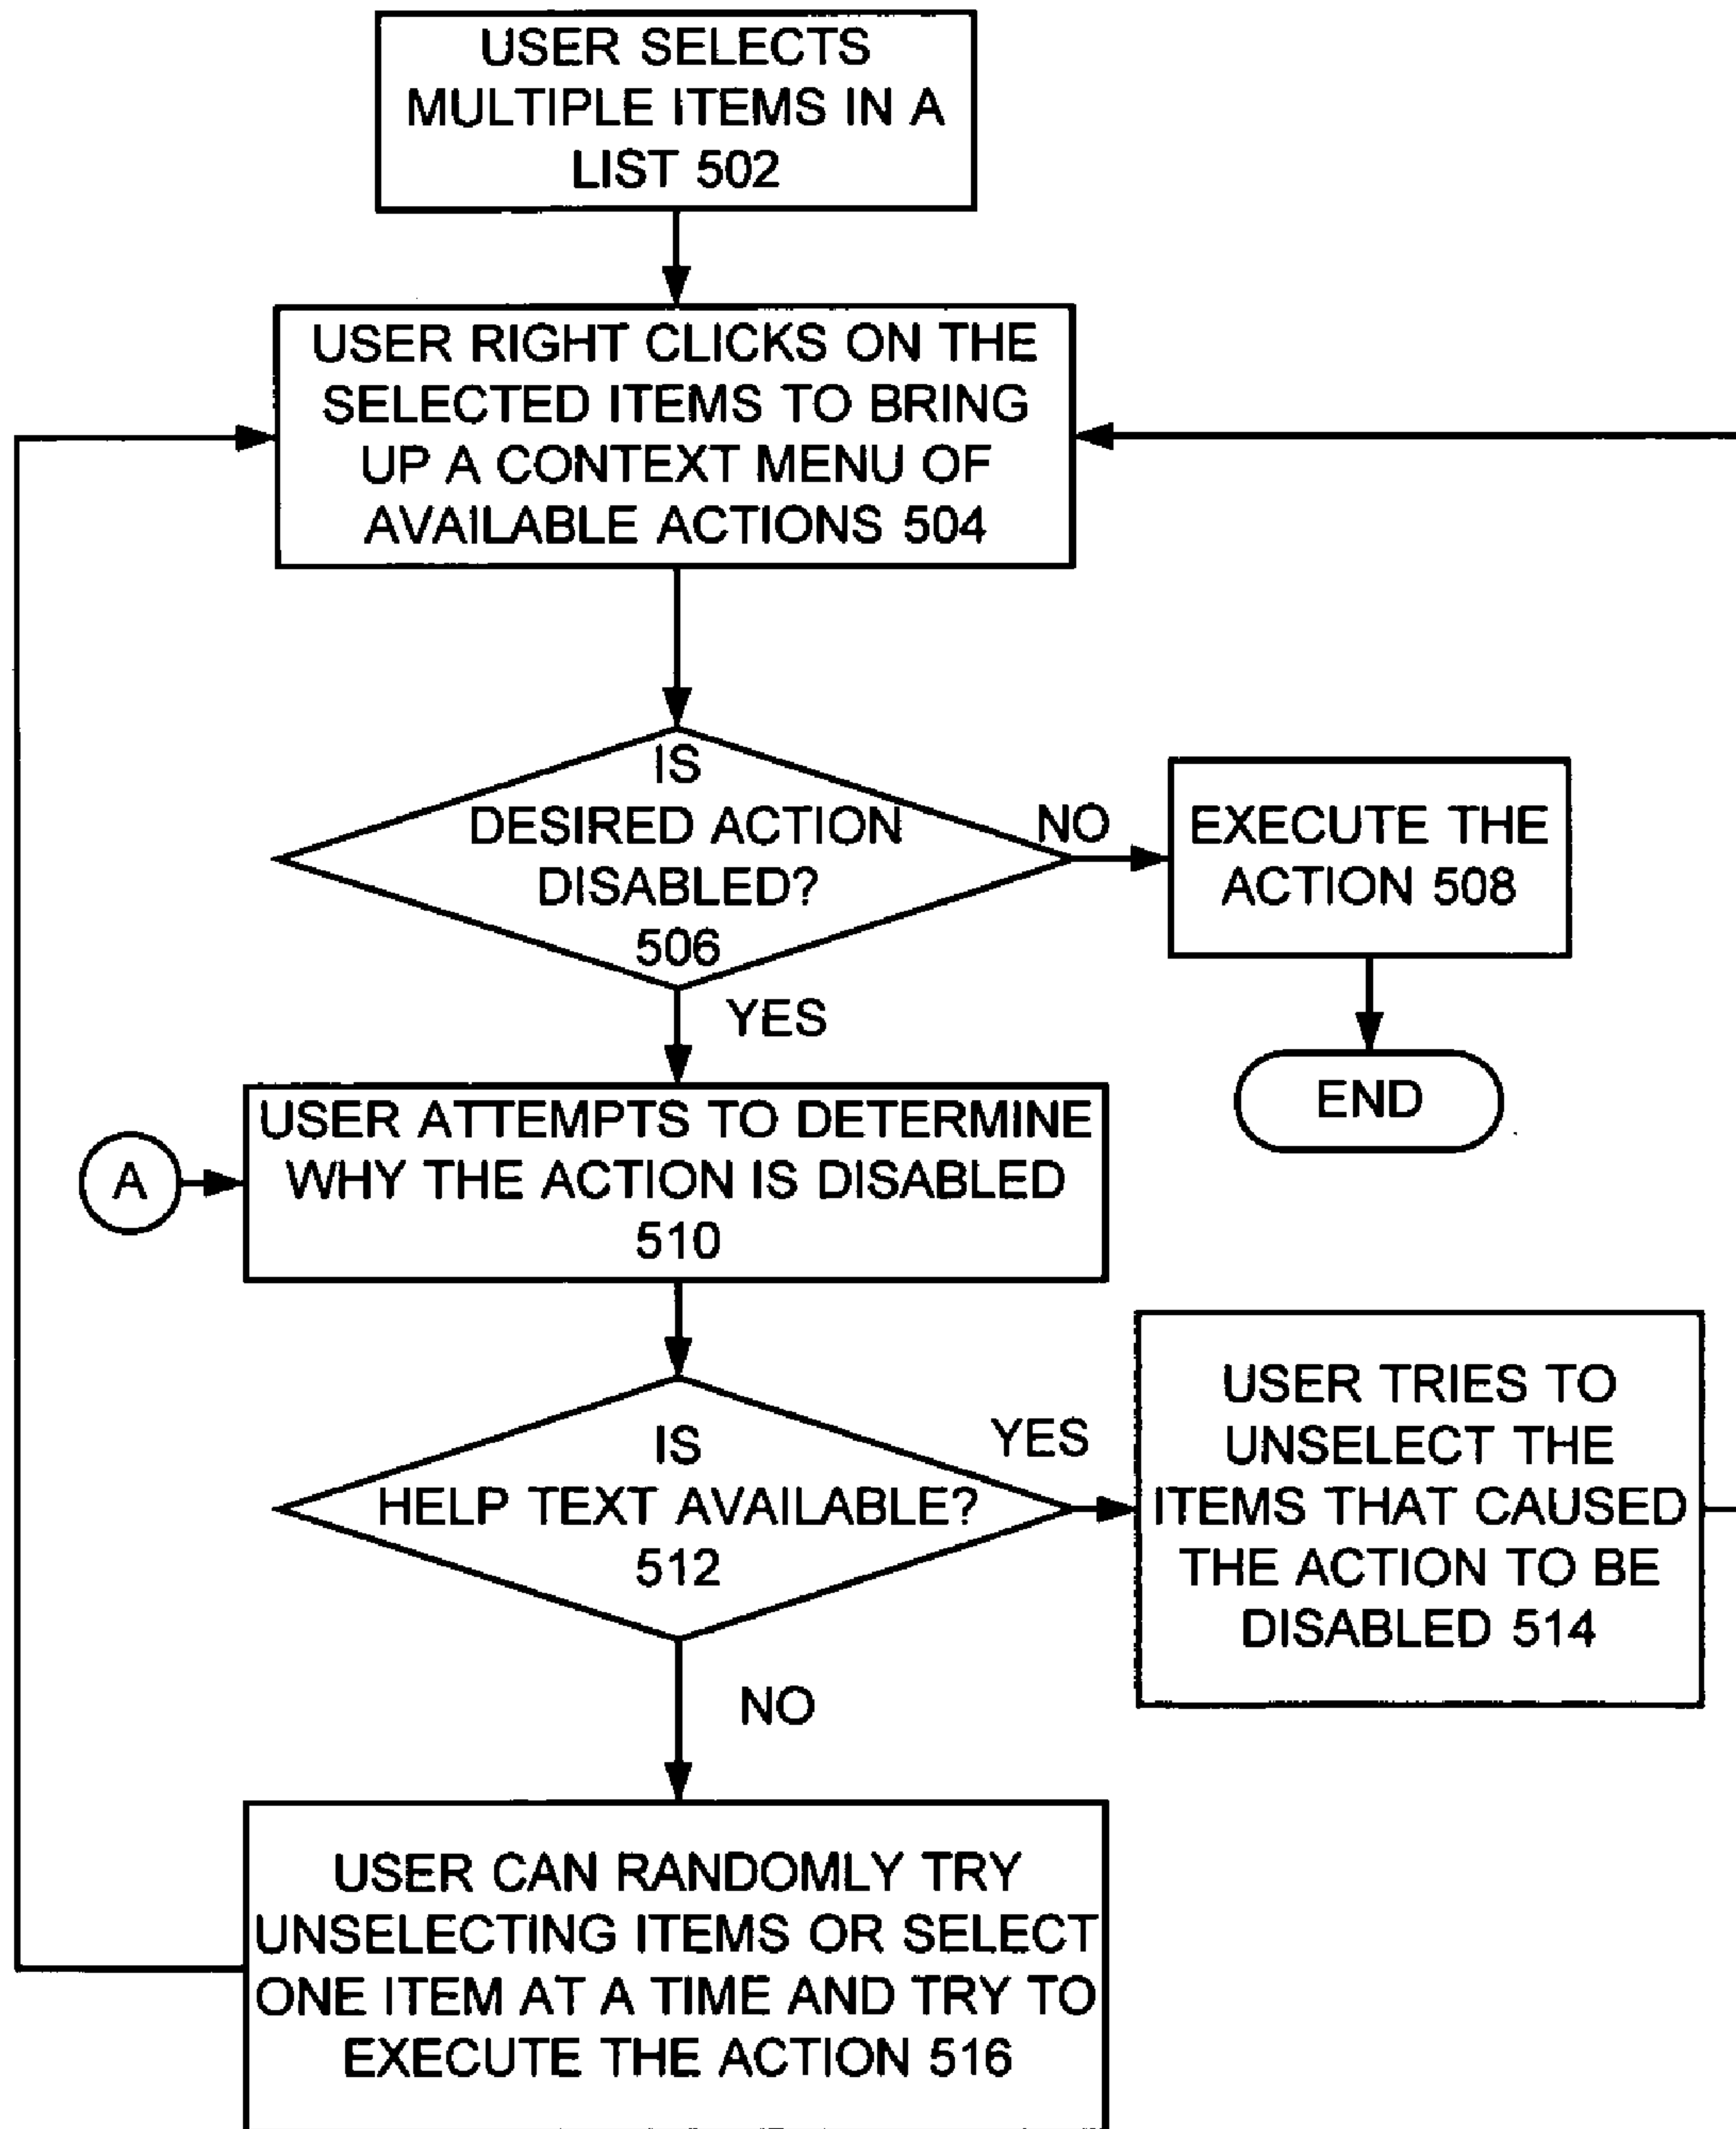 USER SELECTS
MULTIPLE ITEMS IN A
LIST 502
USER RIGHT CLICKS ON THE
SELECTED ITEMS TO BRING
UP A CONTEXT MENU OF
AVAILABLE ACTIONS 504
IS
DESIRED ACTION
DISABLED?
506
NO
EXECUTE THE
ACTION 508
END
YES
USER ATTEMPTS TO DETERMINE
WHY THE ACTION IS DISABLED
510
A
IS
HELP TEXT AVAILABLE?
512
YES
USER TRIES TO
UNSELECT THE
ITEMS THAT CAUSED
THE ACTION TO BE
DISABLED 514
NO
USER CAN RANDOMLY TRY
UNSELECTING ITEMS OR SELECT
ONE ITEM AT A TIME AND TRY TO
EXECUTE THE ACTION 516